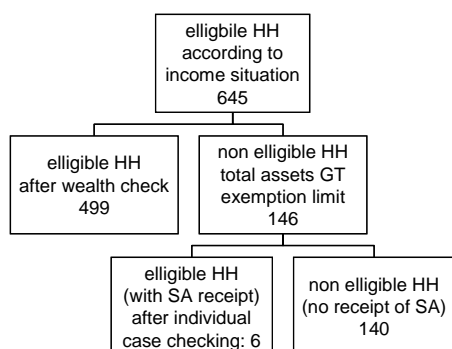 elligbile HH
according to
income situation
645
elligible HH
after wealth check
499
non elligible HH
total assets GT
exemption limit
146
elligible HH
(with SA receipt)
after individual
case checking: 6
non elligible HH
(no receipt of SA)
140